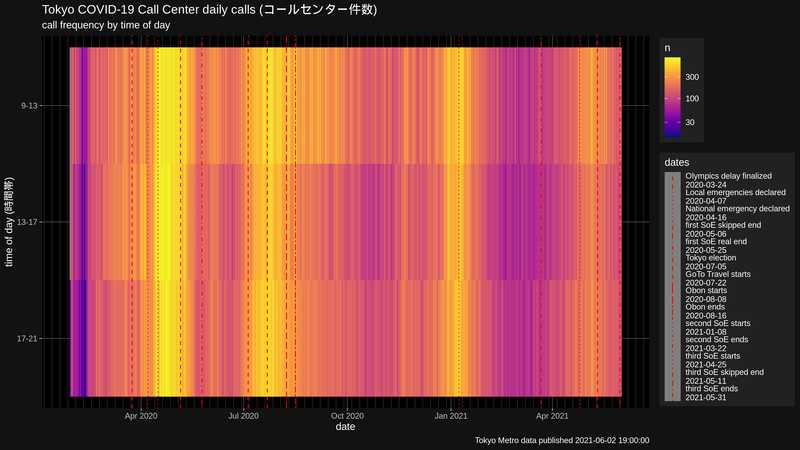 Tokyo COVID-19 Call Center daily calls (コールセンター件数)
call frequency by time of day
time of day (時間帯)
9-13
13-17
17-21
Apr 2020
Jul 2020
Oct 2020
Jan 2021
Apr 2021
date
n
300
100
30
dates
Olympics delay finalized
2020-03-24
Local emergencies declared
2020-04-07
National emergency declared
2020-04-16
first SoE skipped end
2020-05-06
first SoE real end
2020-05-25
Tokyo election
2020-07-05
GoTo Travel starts
2020-07-22
Obon starts
2020-08-08
Obon ends
2020-08-16
second SoE starts
2021-01-08
second SoE ends
2021-03-22
third SoE starts
2021-04-25
third SoE skipped end
2021-05-11
third SoE ends
2021-05-31
Tokyo Metro data published 2021-06-02 19:00:00